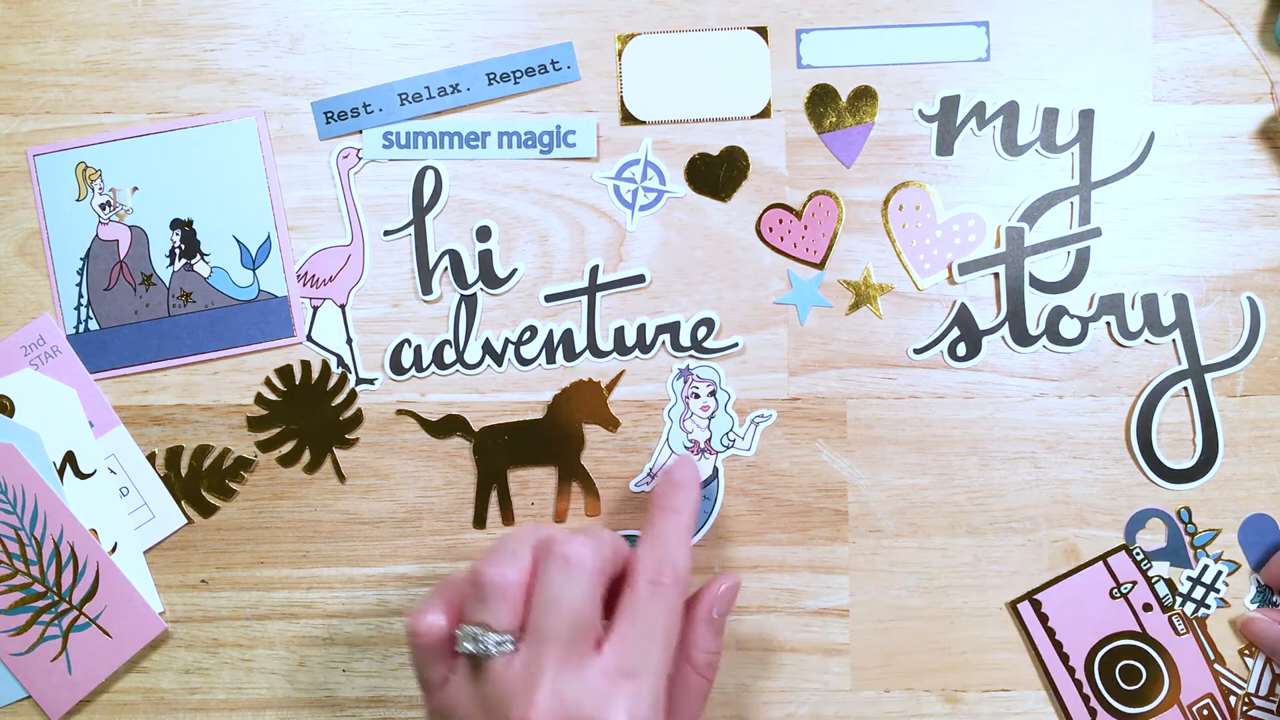 Rest. Relax. Repeat.
summer magic
hi
adventure
my
story
2nd
STAR
n
A
D
#